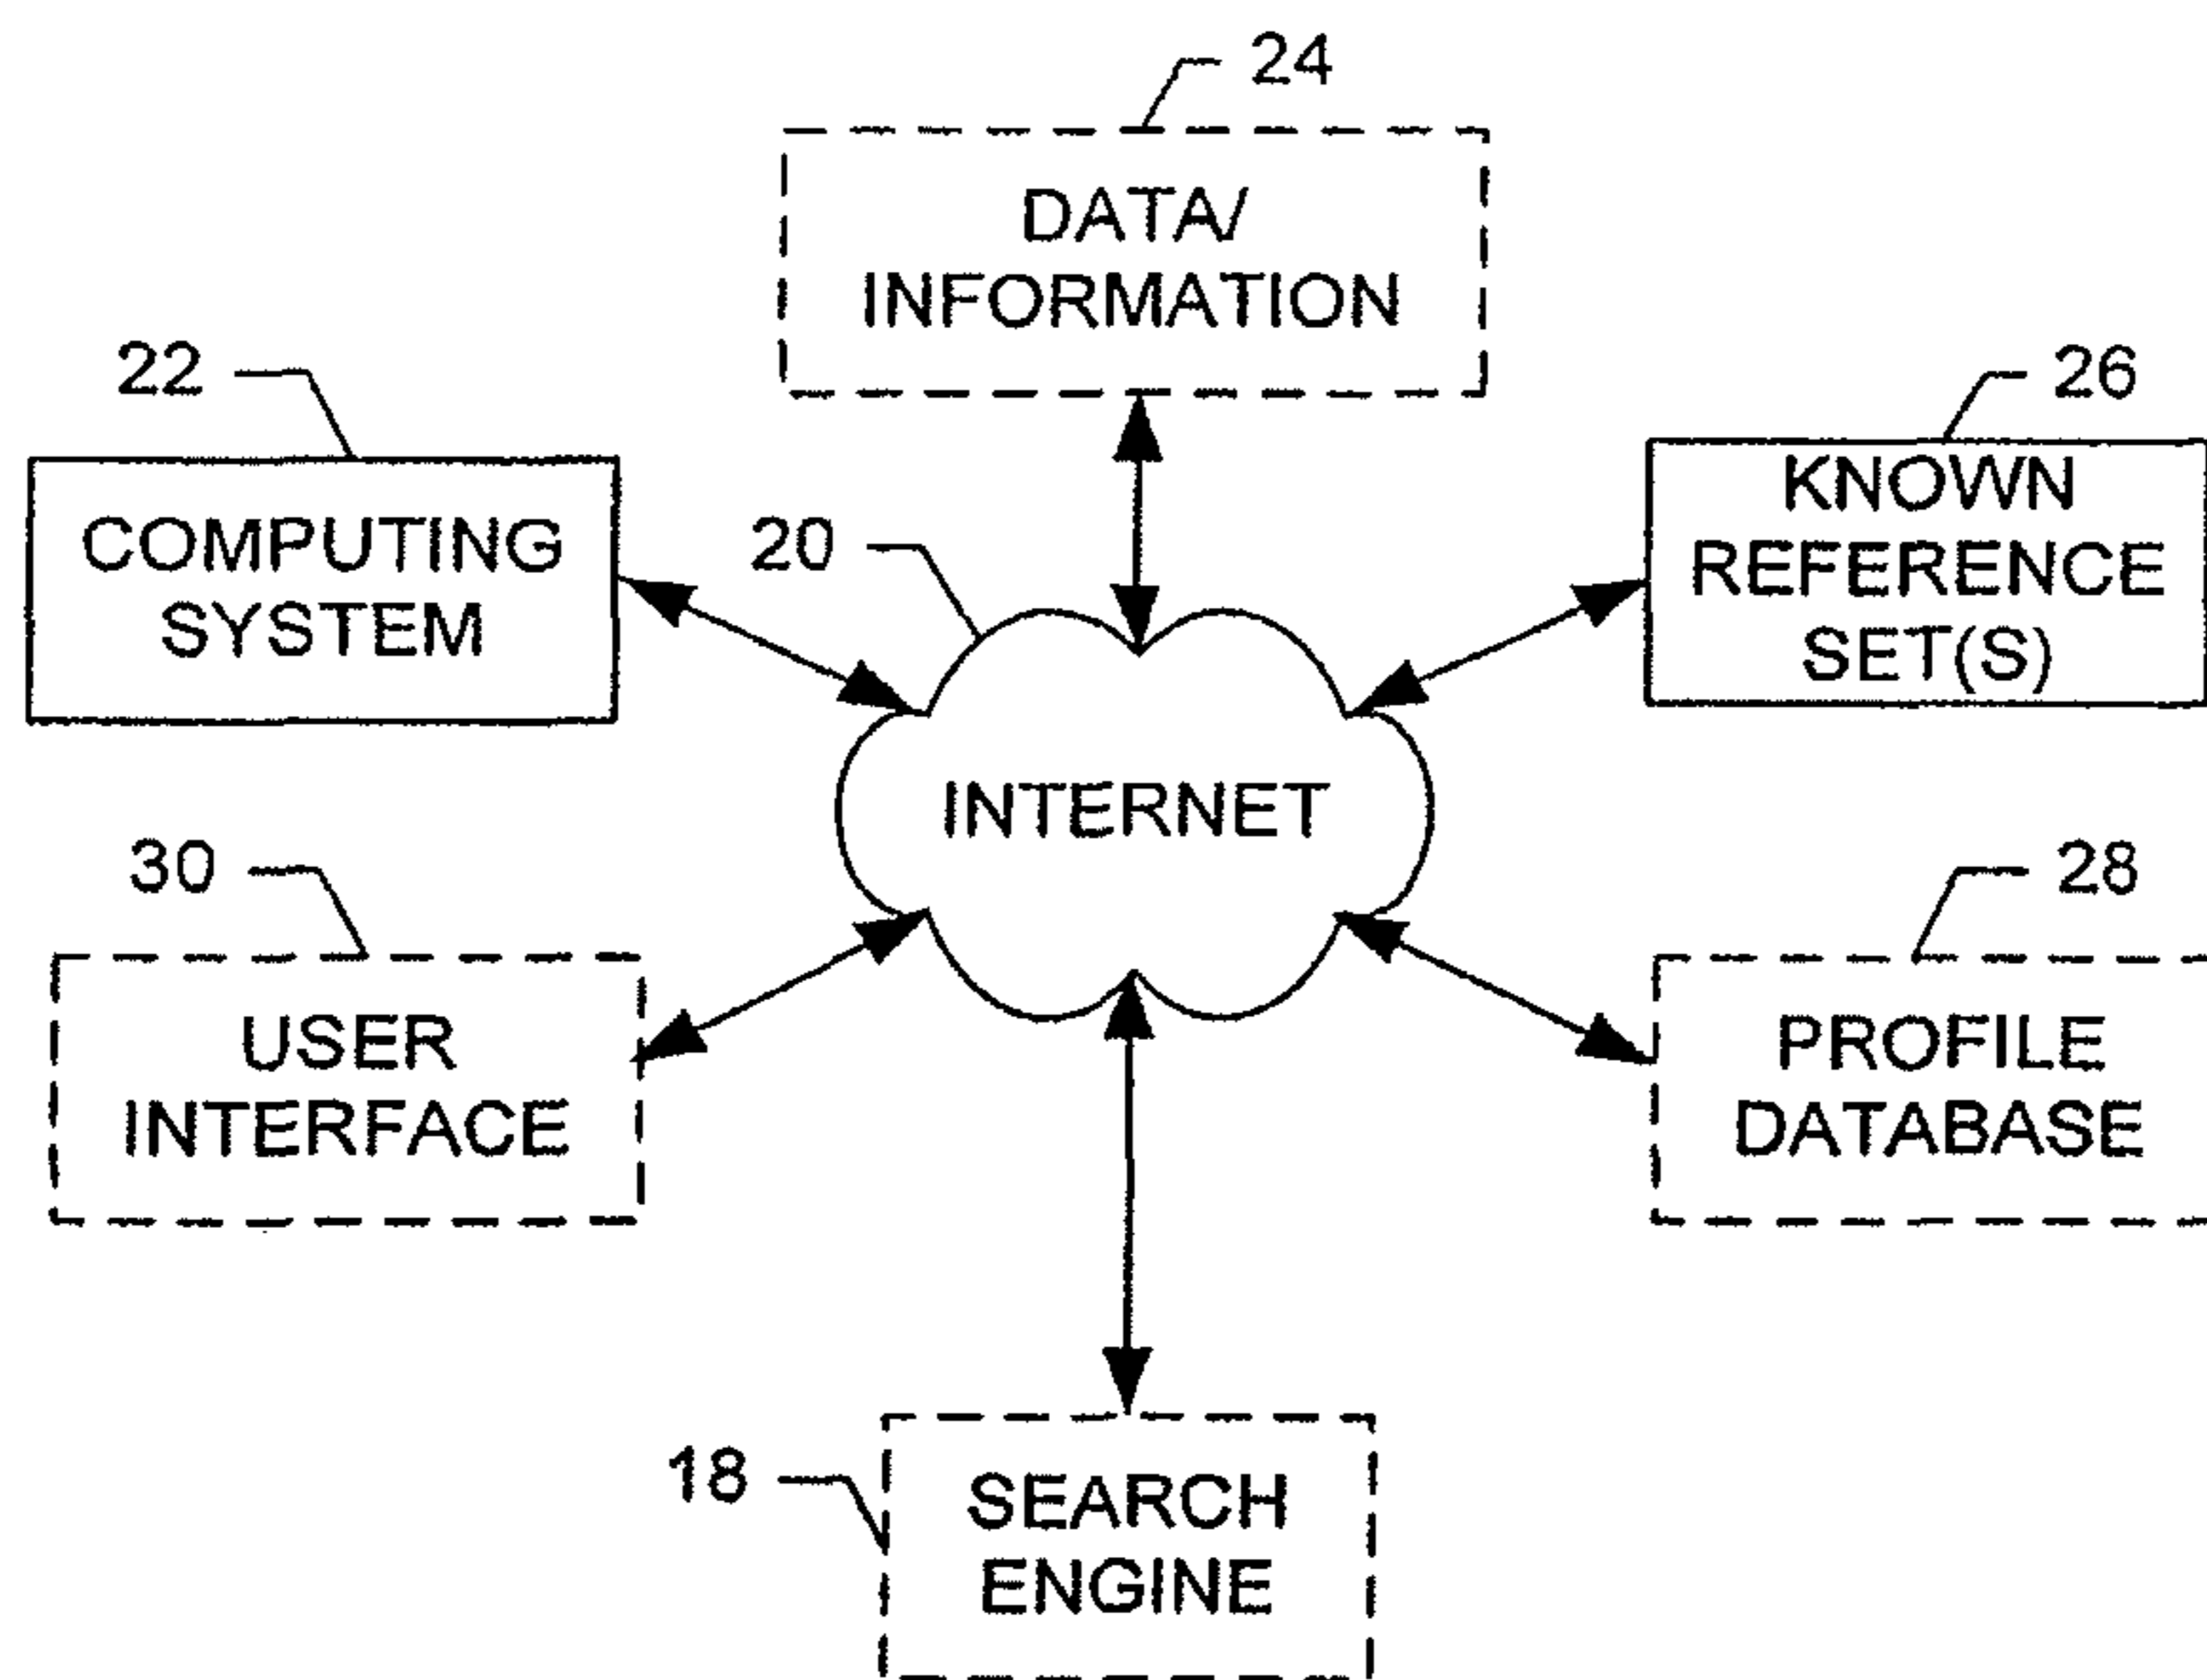 24
DATA/
INFORMATION
22
COMPUTING
SYSTEM
26
KNOWN
REFERENCE
SET(S)
20
INTERNET
30
USER
INTERFACE
28
PROFILE
DATABASE
18
SEARCH
ENGINE